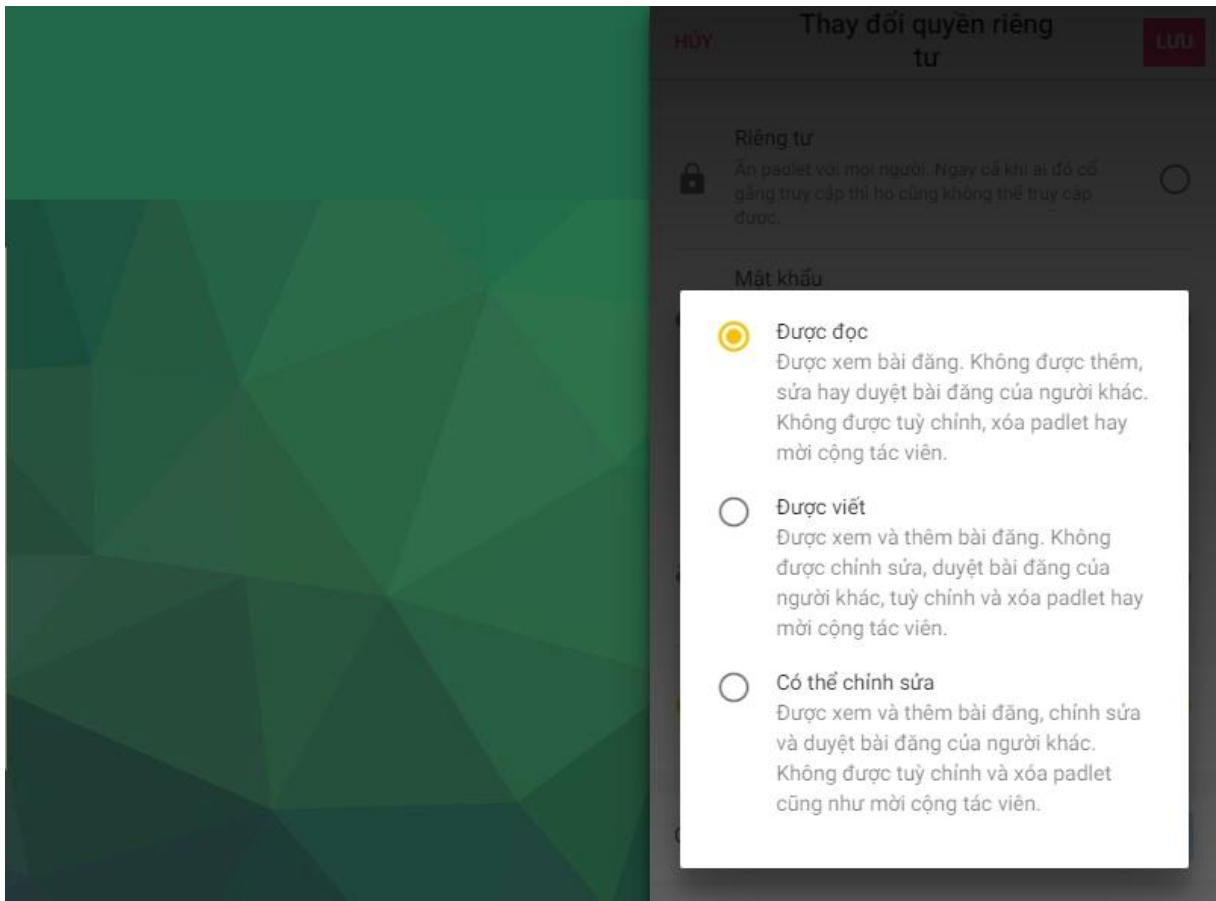 HỦY
Thay đổi quyền riêng
tư
LƯU
Riêng tư
Ẩn padlet với mọi người. Ngay cả khi ai đó cố
gắng truy cập thì họ cũng không thể truy cập
được.
Mật khẩu
Được đọc
Được xem bài đăng. Không được thêm,
sửa hay duyệt bài đăng của người khác.
Không được tuỳ chỉnh, xóa padlet hay
mời cộng tác viên.
Được viết
Được xem và thêm bài đăng. Không
được chỉnh sửa, duyệt bài đăng của
người khác, tuỳ chỉnh và xóa padlet hay
mời cộng tác viên.
Có thể chỉnh sửa
Được xem và thêm bài đăng, chỉnh sửa
và duyệt bài đăng của người khác.
Không được tuỳ chỉnh và xóa padlet
cũng như mời cộng tác viên.